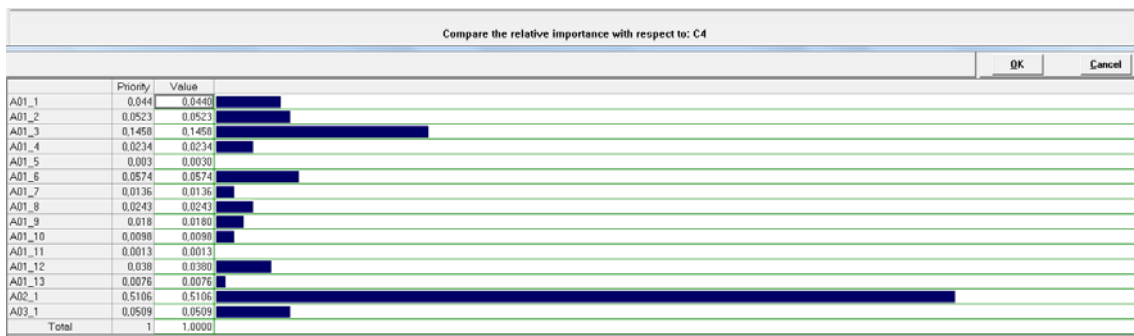 Compare the relative importance with respect to: C4
OK Cancel
Priority Value
A01_1 0,044 0,0440
A01_2 0,0523 0,0523
A01_3 0,1458 0,1458
A01_4 0,0234 0,0234
A01_5 0,003 0,0030
A01_6 0,0574 0,0574
A01_7 0,0136 0,0136
A01_8 0,0243 0,0243
A01_9 0,018 0,0180
A01_10 0,0098 0,0098
A01_11 0,0013 0,0013
A01_12 0,038 0,0380
A01_13 0,0076 0,0076
A02_1 0,5106 0,5106
A03_1 0,0509 0,0509
Total 1 1,0000